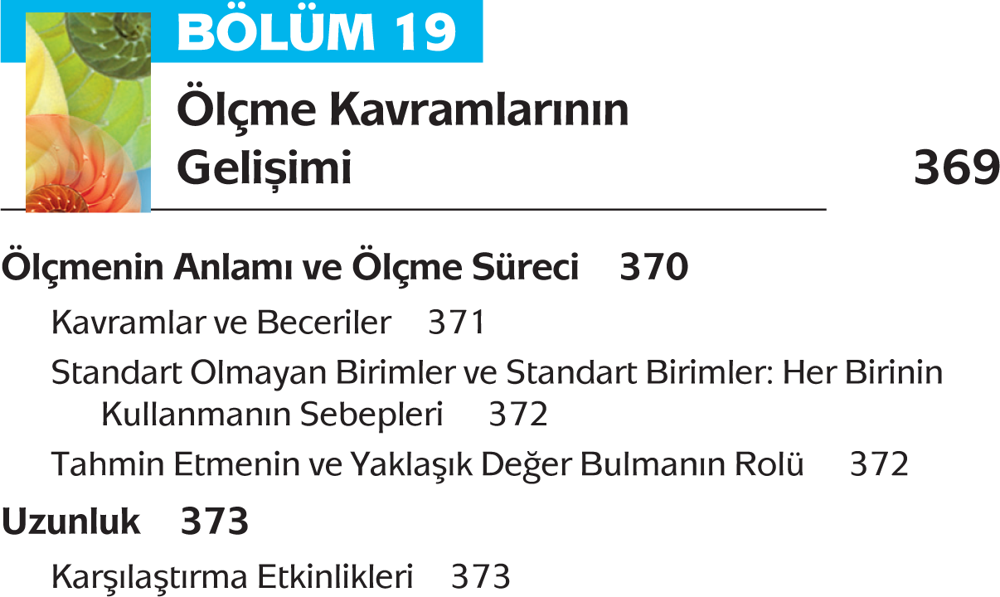 BÖLÜM 19
Ölçme Kavramlarının
Gelişimi 369
Ölçmenin Anlamı ve Ölçme Süreci 370
Kavramlar ve Beceriler 371
Standart Olmayan Birimler ve Standart Birimler: Her Birinin
Kullanmanın Sebepleri 372
Tahmin Etmenin ve Yaklaşık Değer Bulmanın Rolü 372
Uzunluk 373
Karşılaştırma Etkinlikleri 373